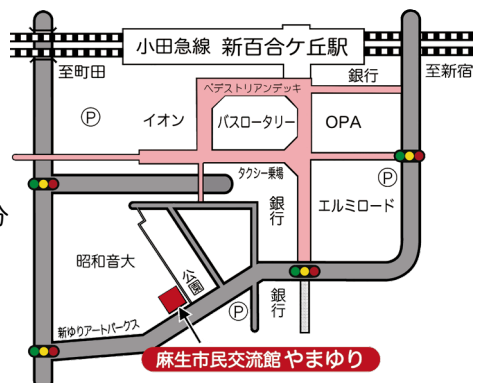 小田急線 新百合ケ丘駅
至町田
至新宿
銀行
ペデストリアンデッキ
Ⓟ
イオン
バスロータリー
OPA
タクシー乗場
Ⓟ
分
銀行
エルミロード
昭和音大
公園
銀行
Ⓟ
新ゆりアートパークス
麻生市民交流館 やまゆり